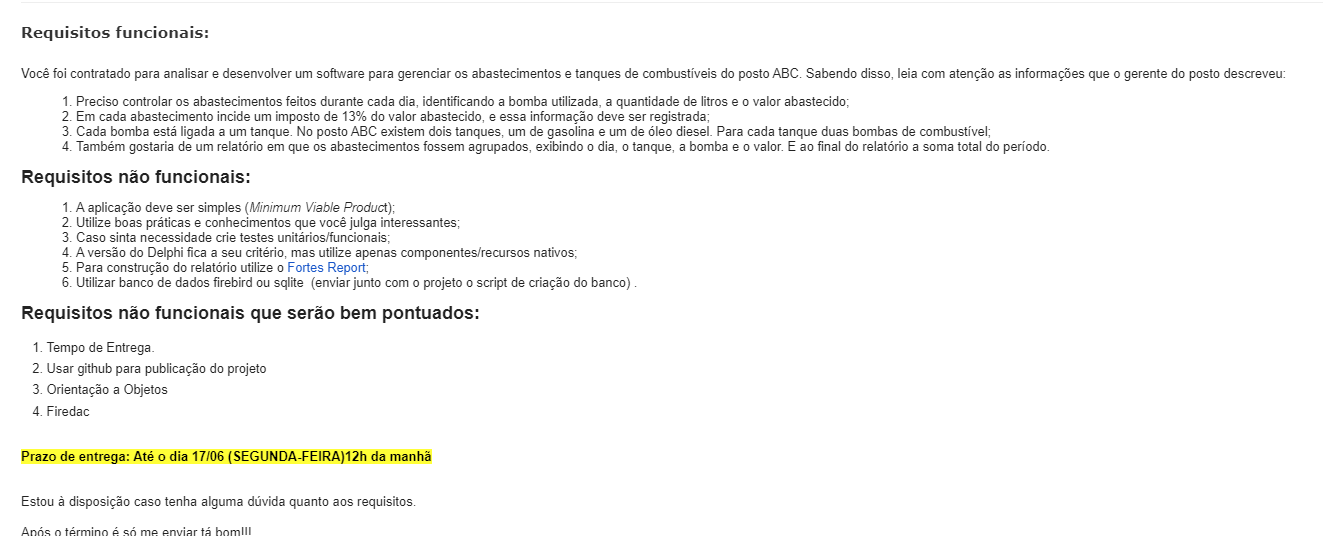 Requisitos funcionais:
Você foi contratado para analisar e desenvolver um software para gerenciar os abastecimentos e tanques de combustíveis do posto ABC. Sabendo disso, leia com atenção as informações que o gerente do posto descreveu:
1. Preciso controlar os abastecimentos feitos durante cada dia, identificando a bomba utilizada, a quantidade de litros e o valor abastecido;
2. Em cada abastecimento incide um imposto de 13% do valor abastecido, e essa informação deve ser registrada;
3. Cada bomba está ligada a um tanque. No posto ABC existem dois tanques, um de gasolina e um de óleo diesel. Para cada tanque duas bombas de combustível;
4. Também gostaria de um relatório em que os abastecimentos fossem agrupados, exibindo o dia, o tanque, a bomba e o valor. E ao final do relatório a soma total do período.
Requisitos não funcionais:
1. A aplicação deve ser simples (Minimum Viable Product);
2. Utilize boas práticas e conhecimentos que você julga interessantes;
3. Caso sinta necessidade crie testes unitários/funcionais;
4. A versão do Delphi fica a seu critério, mas utilize apenas componentes/recursos nativos;
5. Para construção do relatório utilize o Fortes Report;
6. Utilizar banco de dados firebird ou sqlite (enviar junto com o projeto o script de criação do banco) .
Requisitos não funcionais que serão bem pontuados:
1. Tempo de Entrega.
2. Usar github para publicação do projeto
3. Orientação a Objetos
4. Firedac
Prazo de entrega: Até o dia 17/06 (SEGUNDA-FEIRA)12h da manhã
Estou à disposição caso tenha alguma dúvida quanto aos requisitos.
Após o término é só me enviar tá bom!!!